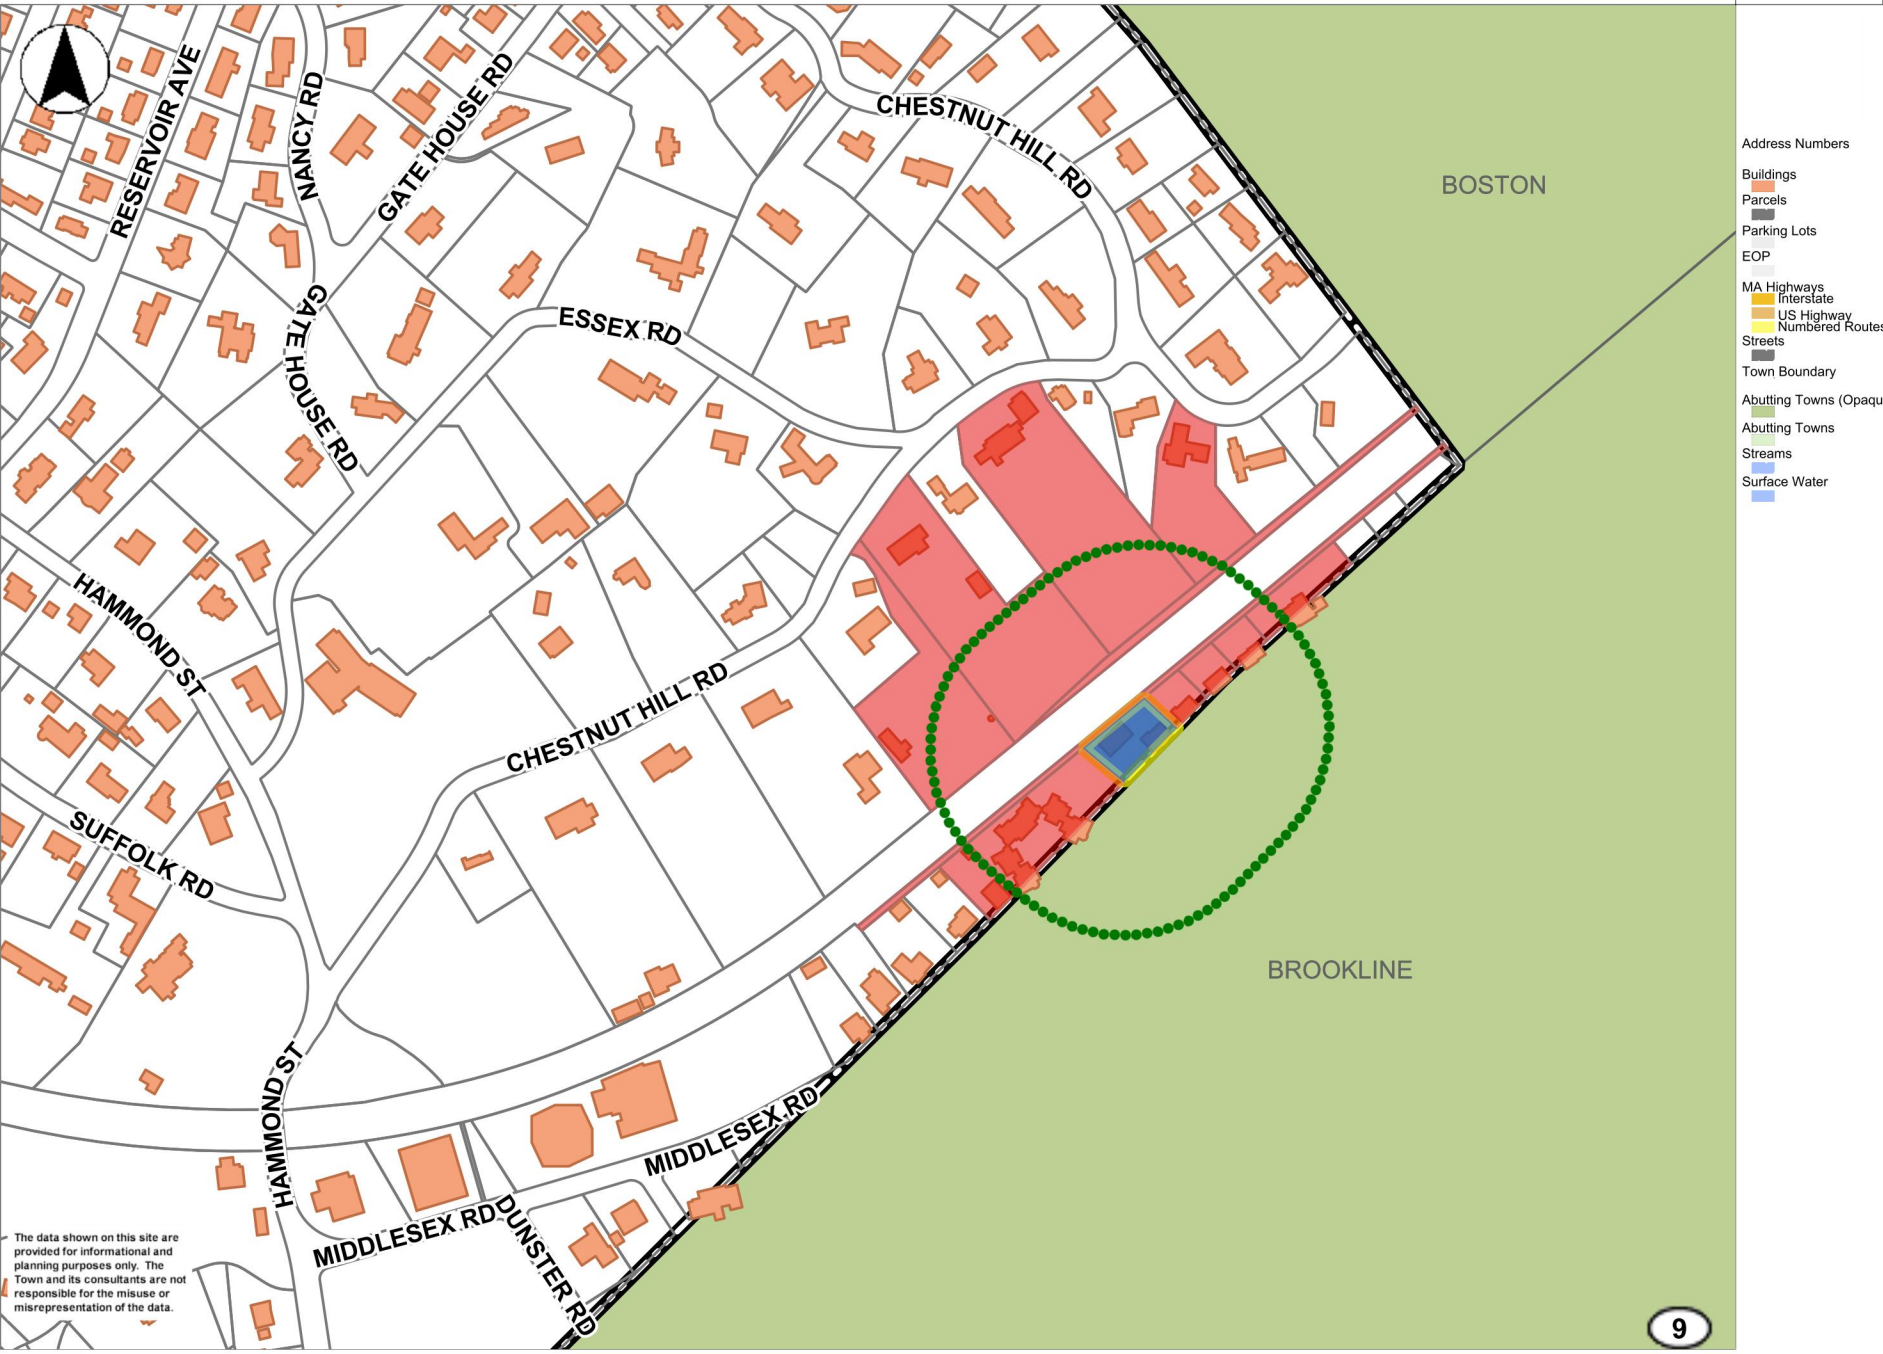 RESERVOIR AVE
NANCY RD
GATE HOUSE RD
CHESTNUT HILL RD
BOSTON
GATE HOUSE RD
ESSEX RD
HAMMOND ST
CHESTNUT HILL RD
SUFFOLK RD
BROOKLINE
HAMMOND ST
MIDDLESEX RD
MIDDLESEX RD
DUNSTER RD
The data shown on this site are
provided for informational and
planning purposes only. The
Town and its consultants are not
responsible for the misuse or
misrepresentation of the data.
9
Address Numbers
Buildings
Parcels
Parking Lots
EOP
MA Highways
Interstate
US Highway
Numbered Routes
Streets
Town Boundary
Abutting Towns (Opaqu
Abutting Towns
Streams
Surface Water